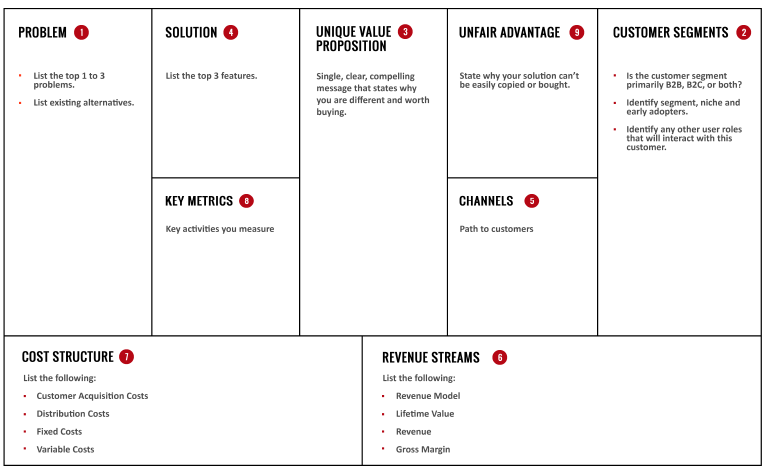 PROBLEM 1
List the top 1 to 3
problems.
List existing alternatives.
SOLUTION 4
List the top 3 features.
KEY METRICS 8
Key activities you measure
UNIQUE VALUE 3
PROPOSITION
Single, clear, compelling
message that states why
you are different and worth
buying.
UNFAIR ADVANTAGE 9
State why your solution can't
be easily copied or bought.
CHANNELS 5
Path to customers
CUSTOMER SEGMENTS 2
Is the customer segment
primarily B2B, B2C, or both?
Identify segment, niche and
early adopters.
Identify any other user roles
that will interact with this
customer.
COST STRUCTURE 7
List the following:
Customer Acquisition Costs
Distribution Costs
Fixed Costs
Variable Costs
REVENUE STREAMS 6
List the following:
Revenue Model
Lifetime Value
Revenue
Gross Margin